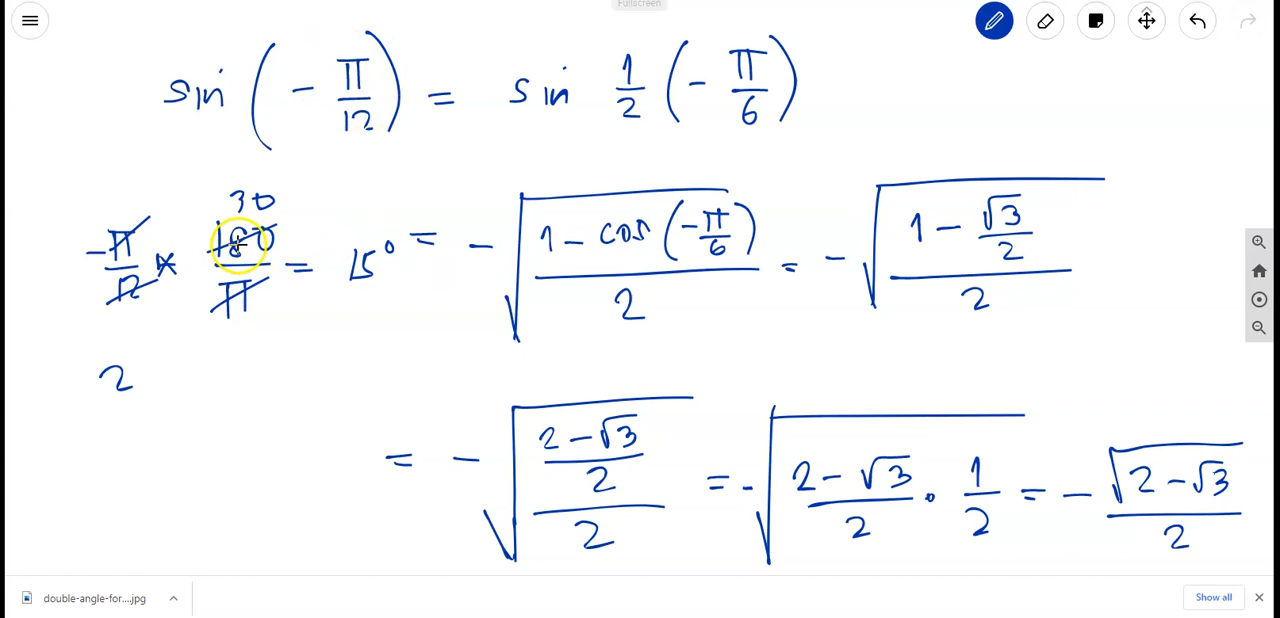 Fullscreen
sin(-π/12) = sin 1/2(-π/6)
-π/12 * 180/π = 15° = -√((1 - cos(-π/6))/2) = -√((1 - √3/2)/2)
30
2
= -√(((2 - √3)/2)/2) = -√((2 - √3)/2 · 1/2) = -√(2 - √3)/2
double-angle-for....jpg
Show all